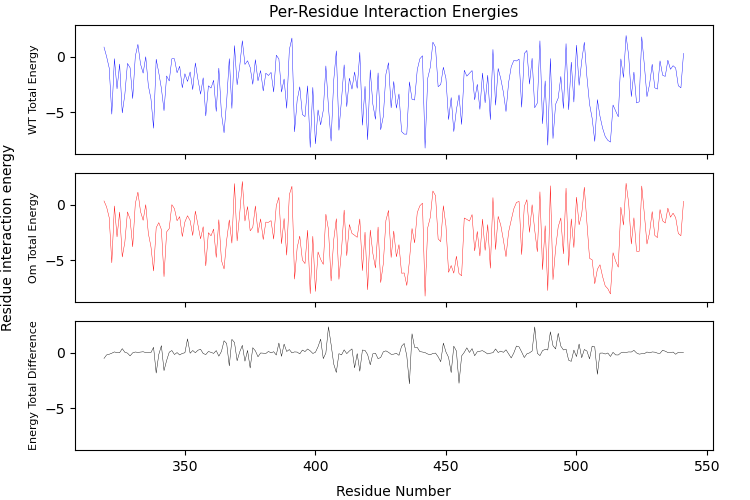 Per-Residue Interaction Energies
Residue interaction energy
WT Total Energy
0
−5
Om Total Energy
0
−5
Energy Total Difference
0
−5
350 400 450 500 550
Residue Number